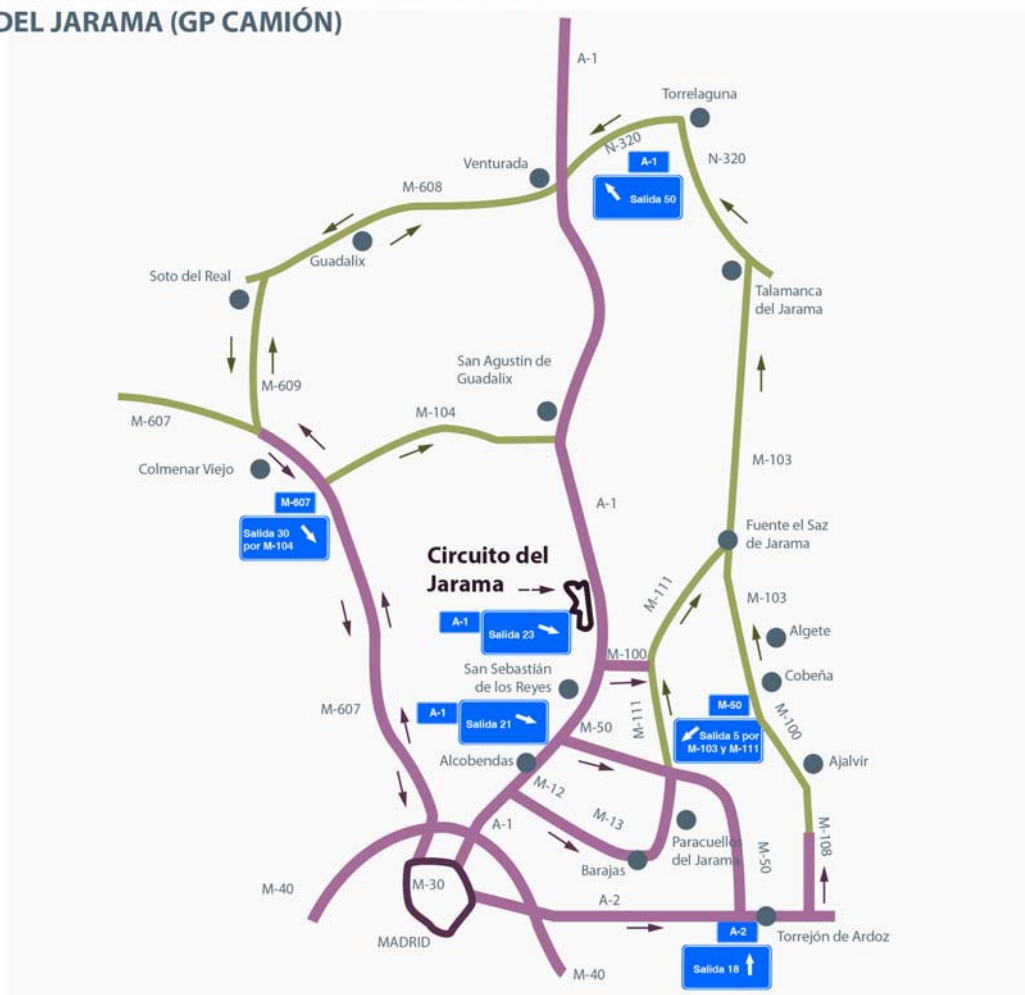 DEL JARAMA (GP CAMIÓN)
A-1
Torrelaguna
N-320
N-320
A-1
Salida 50
Venturada
M-608
Guadalix
Soto del Real
Talamanca
del Jarama
San Agustin de
Guadalix
M-609
M-104
M-607
Colmenar Viejo
M-103
M-607
Salida 30
por M-104
A-1
Fuente el Saz
de Jarama
Circuito del
Jarama
M-111
M-103
A-1
Salida 23
Algete
M-100
San Sebastián
de los Reyes
Cobeña
M-607
A-1
Salida 21
M-50
M-111
M-50
Salida 5 por
M-103 y M-111
M-100
Alcobendas
Ajalvir
M-12
M-13
A-1
Paracuellos
del Jarama
M-50
M-108
Barajas
M-40
M-30
A-2
MADRID
A-2
Torrejón de Ardoz
Salida 18
M-40